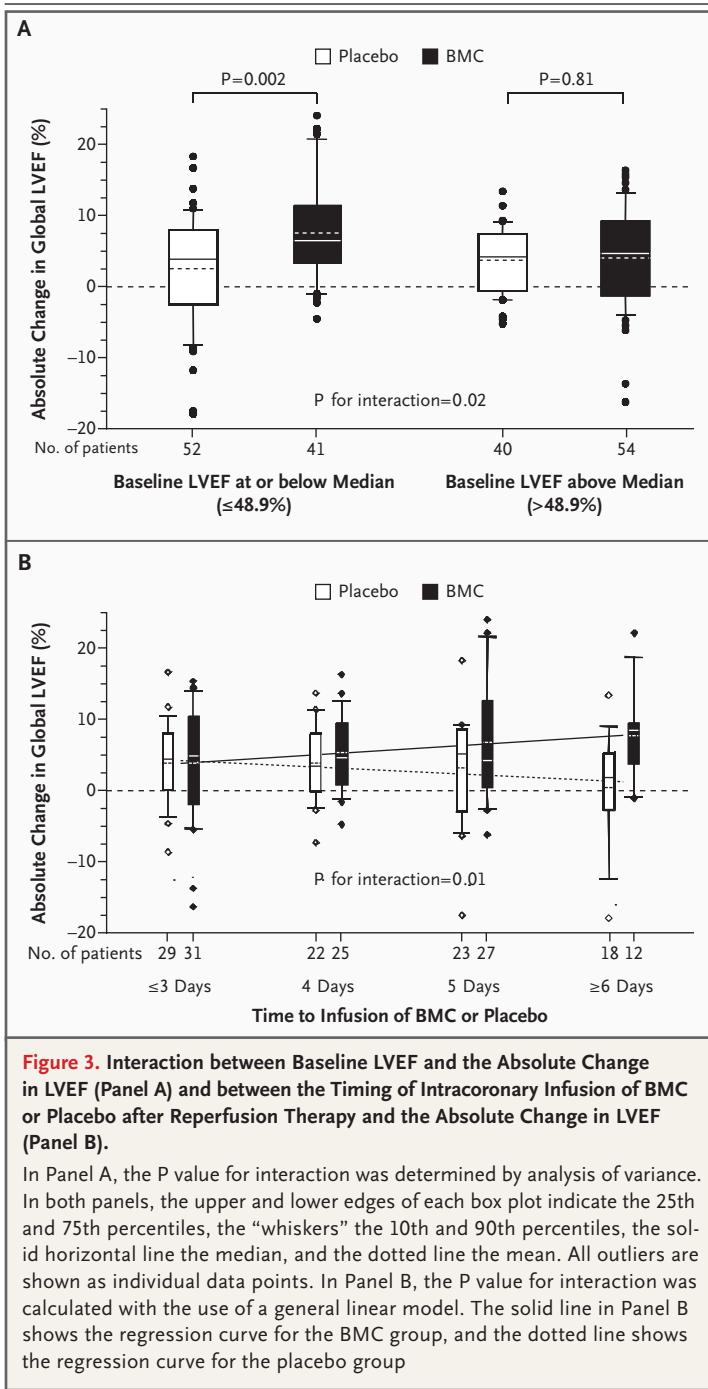 A
Placebo BMC
P=0.002 P=0.81
Absolute Change in Global LVEF (%)
20
10
0
−10
−20
P for interaction=0.02
No. of patients 52 41 40 54
Baseline LVEF at or below Median Baseline LVEF above Median
(≤48.9%) (>48.9%)
B
Placebo BMC
Absolute Change in Global LVEF (%)
20
10
0
−10
−20
P for interaction=0.01
No. of patients 29 31 22 25 23 27 18 12
≤3 Days 4 Days 5 Days ≥6 Days
Time to Infusion of BMC or Placebo
Figure 3. Interaction between Baseline LVEF and the Absolute Change
in LVEF (Panel A) and between the Timing of Intracoronary Infusion of BMC
or Placebo after Reperfusion Therapy and the Absolute Change in LVEF
(Panel B).
In Panel A, the P value for interaction was determined by analysis of variance.
In both panels, the upper and lower edges of each box plot indicate the 25th
and 75th percentiles, the “whiskers” the 10th and 90th percentiles, the sol-
id horizontal line the median, and the dotted line the mean. All outliers are
shown as individual data points. In Panel B, the P value for interaction was
calculated with the use of a general linear model. The solid line in Panel B
shows the regression curve for the BMC group, and the dotted line shows
the regression curve for the placebo group